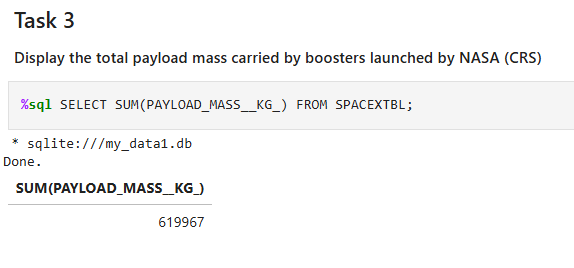 Task 3
Display the total payload mass carried by boosters launched by NASA (CRS)
%sql SELECT SUM(PAYLOAD_MASS__KG_) FROM SPACEXTBL;
* sqlite:///my_data1.db
Done.
SUM(PAYLOAD_MASS__KG_)
619967